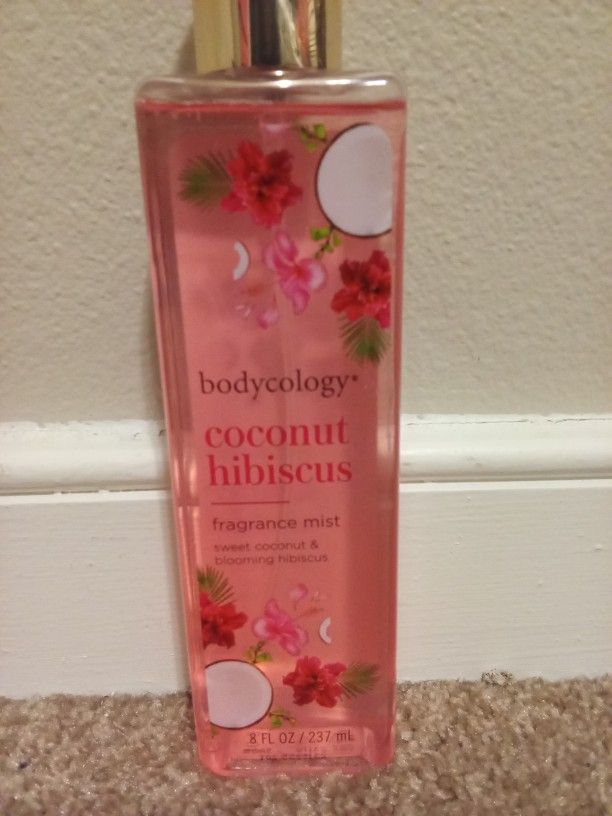 bodycology
coconut
hibiscus
fragrance mist
sweet coconut &
blooming hibiscus
8 FL OZ / 237 mL